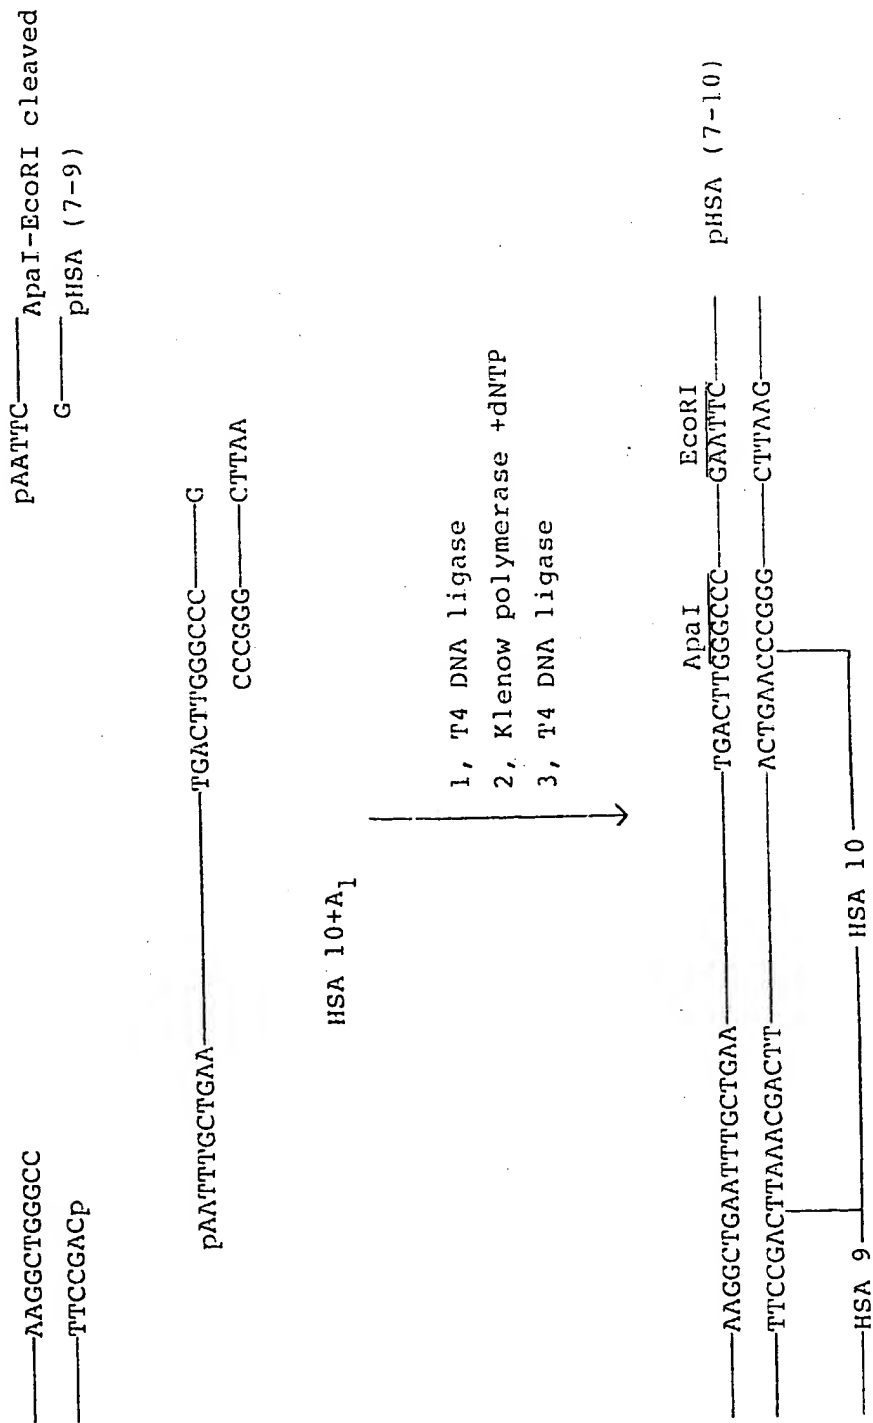 pAATTC
AAGGCTGGGCC ApaI-EcoRI cleaved
G
TTCCGACp pHSA (7-9)
pAATTTGCTGAA TGACTTGGGCCC G
CCCGGG CTTAA
HSA 10+A1
1, T4 DNA ligase
2, Klenow polymerase +dNTP
3, T4 DNA ligase
ApaI EcoRI
AAGGCTGAATTTGCTGAA TGACTTGGGCCC GAATTC pHSA (7-10)
TTCCGACTTAAACGACTT ACTGAACCCGGG CTTAAG
HSA 9 HSA 10